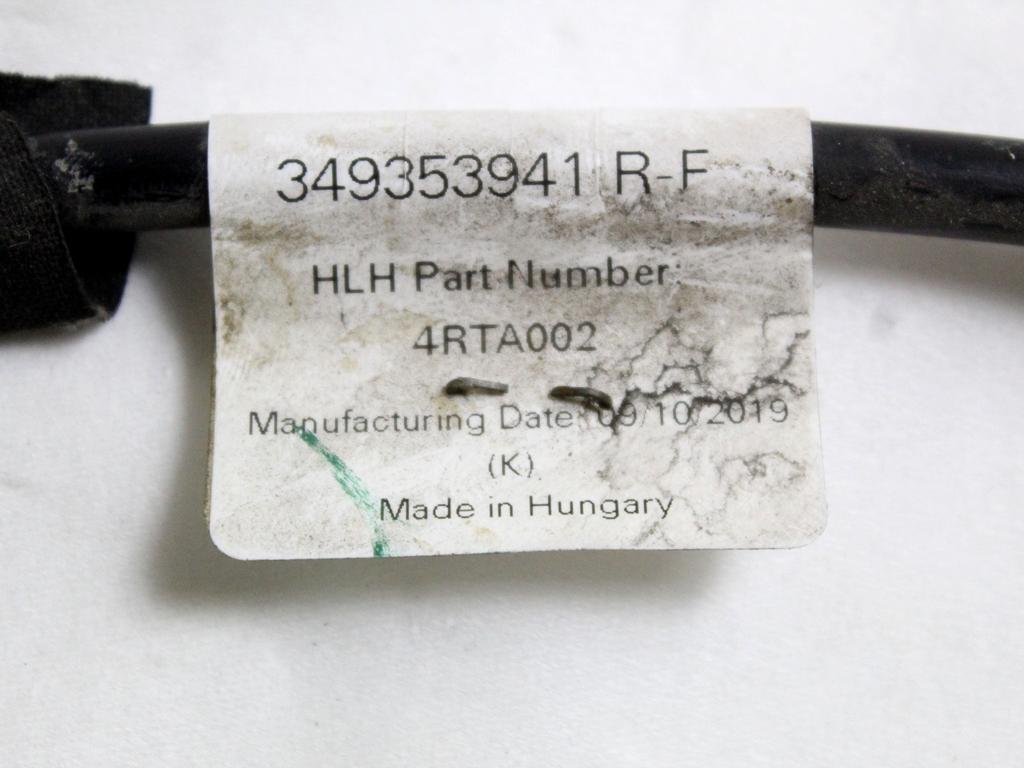 349353941 R-F
HLH Part Number:
4RTA002
Manufacturing Date: 09/10/2019
(K)
Made in Hungary